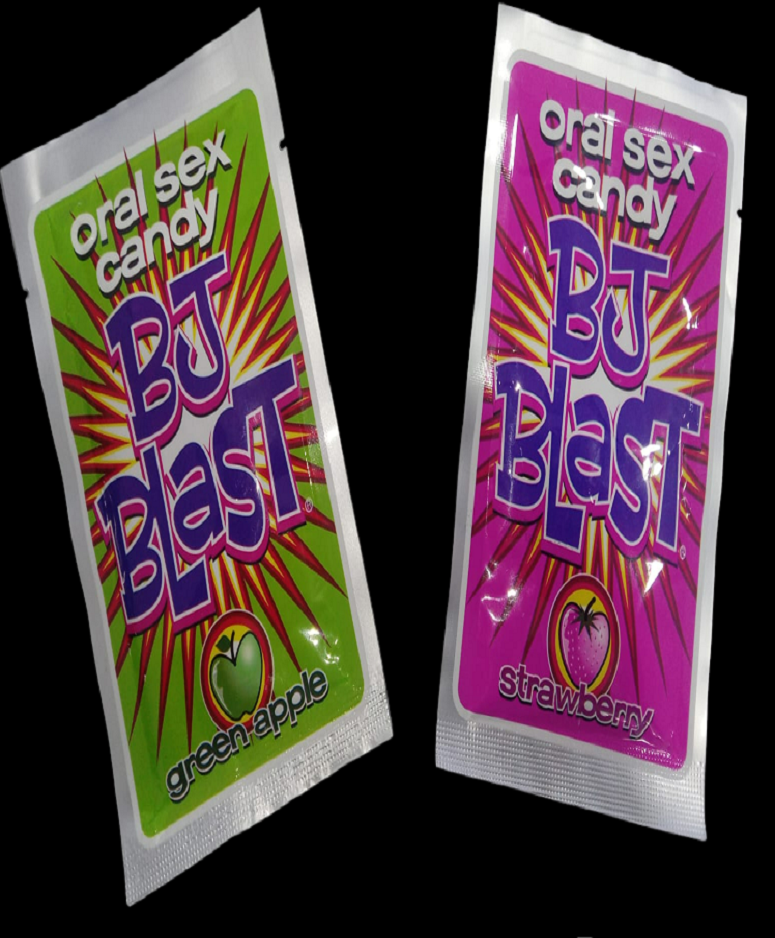 oral sex
candy
BJ
BLaST
®
green apple
oral sex
candy
BJ
BLaST
®
strawberry